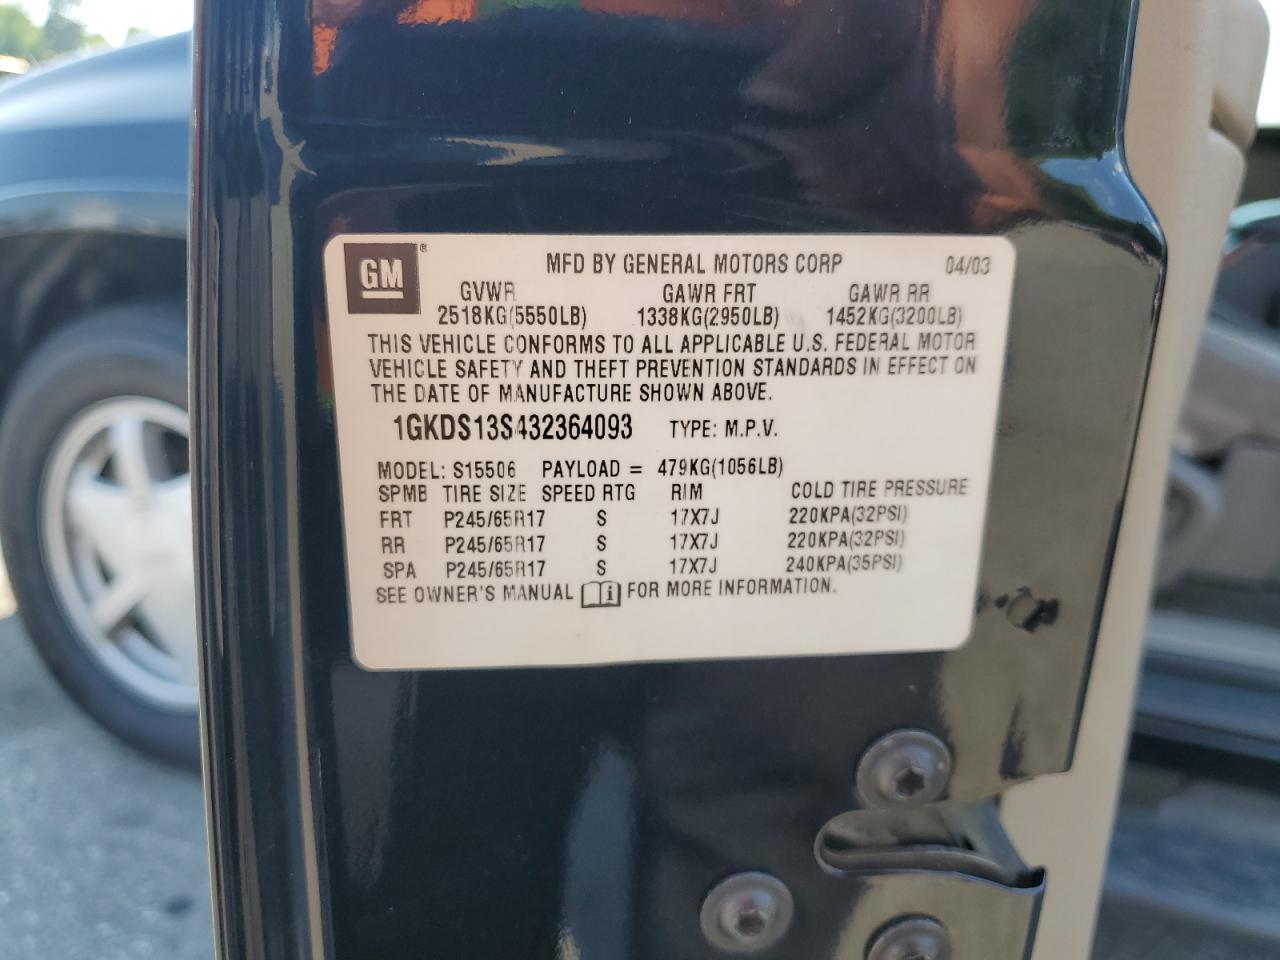 GM ® MFD BY GENERAL MOTORS CORP 04/03
GVWR GAWR FRT GAWR RR
2518KG(5550LB) 1338KG(2950LB) 1452KG(3200LB)
THIS VEHICLE CONFORMS TO ALL APPLICABLE U.S. FEDERAL MOTOR
VEHICLE SAFETY AND THEFT PREVENTION STANDARDS IN EFFECT ON
THE DATE OF MANUFACTURE SHOWN ABOVE.
1GKDS13S432364093 TYPE: M.P.V.
MODEL: S15506 PAYLOAD = 479KG(1056LB)
SPMB TIRE SIZE SPEED RTG RIM COLD TIRE PRESSURE
FRT P245/65R17 S 17X7J 220KPA(32PSI)
RR P245/65R17 S 17X7J 220KPA(32PSI)
SPA P245/65R17 S 17X7J 240KPA(35PSI)
SEE OWNER'S MANUAL i FOR MORE INFORMATION.